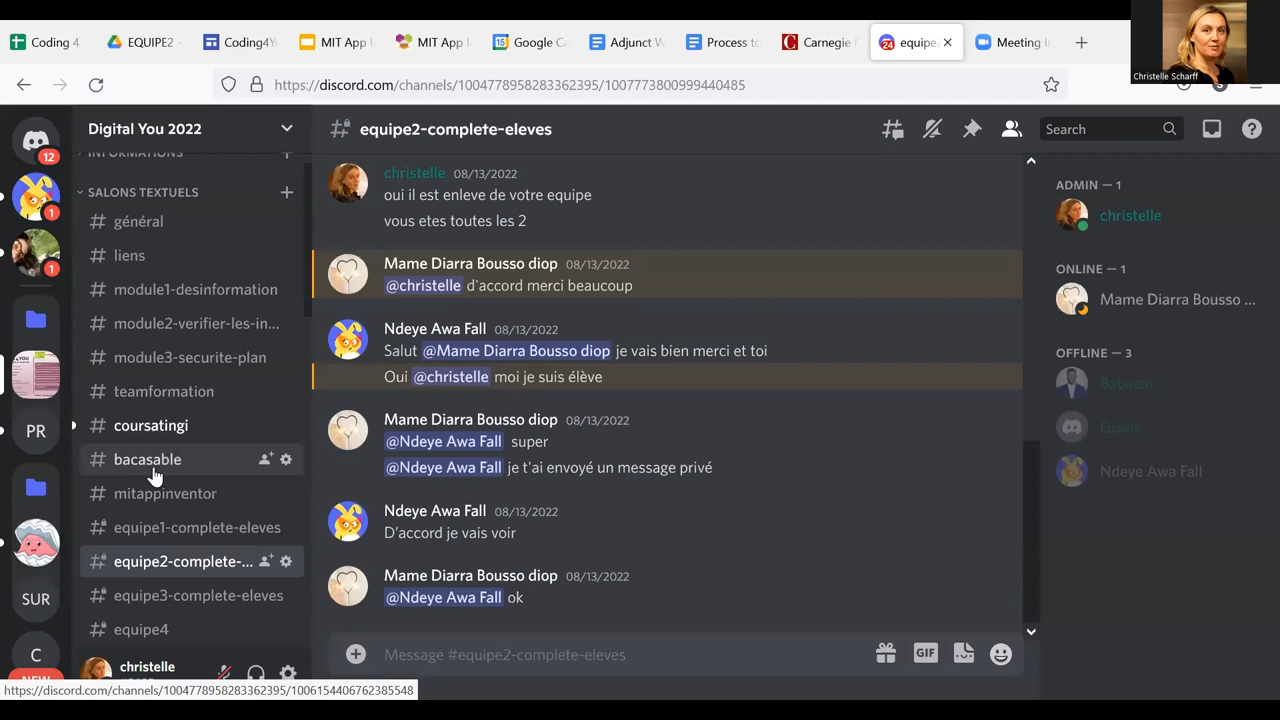 Coding 4
EQUIPE2 -
Coding4Y
MIT App I
MIT App I
Google Ca
Adjunct W
Process to
Carnegie
24
equipe
Meeting I
https://discord.com/channels/1004778958283362395/1007773800999440485
Christelle Scharff
Digital You 2022
equipe2-complete-eleves
Search
12
1
1
PR
SUR
C
NEW
INFORMATIONS
SALONS TEXTUELS
général
liens
module1-desinformation
module2-verifier-les-in...
module3-securite-plan
teamformation
coursatingi
bacasable
mitappinventor
equipe1-complete-eleves
equipe2-complete-...
equipe3-complete-eleves
equipe4
christelle
https://discord.com/channels/1004778958283362395/1006154406762385548
christelle 08/13/2022
oui il est enleve de votre equipe
vous etes toutes les 2
Mame Diarra Bousso diop 08/13/2022
@christelle d'accord merci beaucoup
Ndeye Awa Fall 08/13/2022
Salut @Mame Diarra Bousso diop je vais bien merci et toi
Oui @christelle moi je suis élève
Mame Diarra Bousso diop 08/13/2022
@Ndeye Awa Fall super
@Ndeye Awa Fall je t'ai envoyé un message privé
Ndeye Awa Fall 08/13/2022
D'accord je vais voir
Mame Diarra Bousso diop 08/13/2022
@Ndeye Awa Fall ok
Message #equipe2-complete-eleves
GIF
ADMIN — 1
christelle
ONLINE — 1
Mame Diarra Bousso ...
OFFLINE — 3
Babacar
Gisele
Ndeye Awa Fall